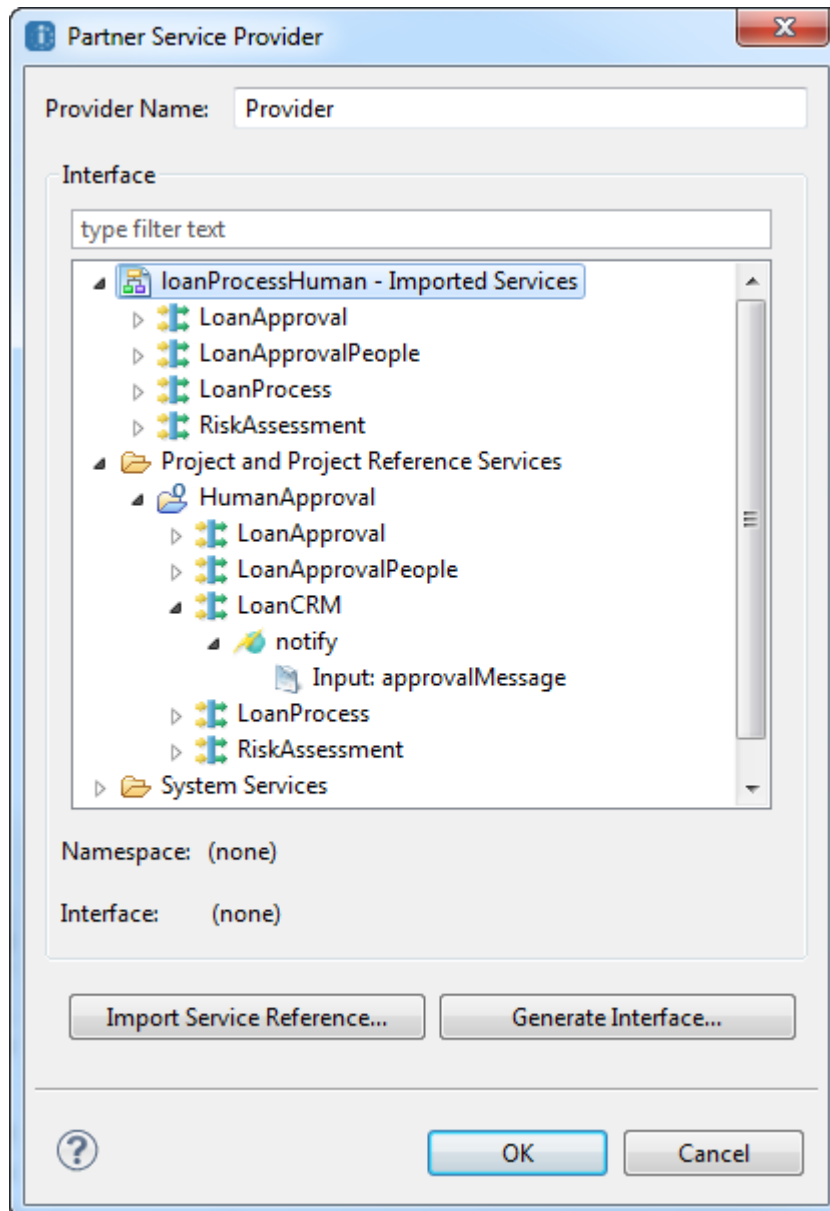 Partner Service Provider
Provider Name: Provider
Interface
type filter text
loanProcessHuman - Imported Services
LoanApproval
LoanApprovalPeople
LoanProcess
RiskAssessment
Project and Project Reference Services
HumanApproval
LoanApproval
LoanApprovalPeople
LoanCRM
notify
Input: approvalMessage
LoanProcess
RiskAssessment
System Services
Namespace: (none)
Interface: (none)
Import Service Reference... Generate Interface...
? OK Cancel